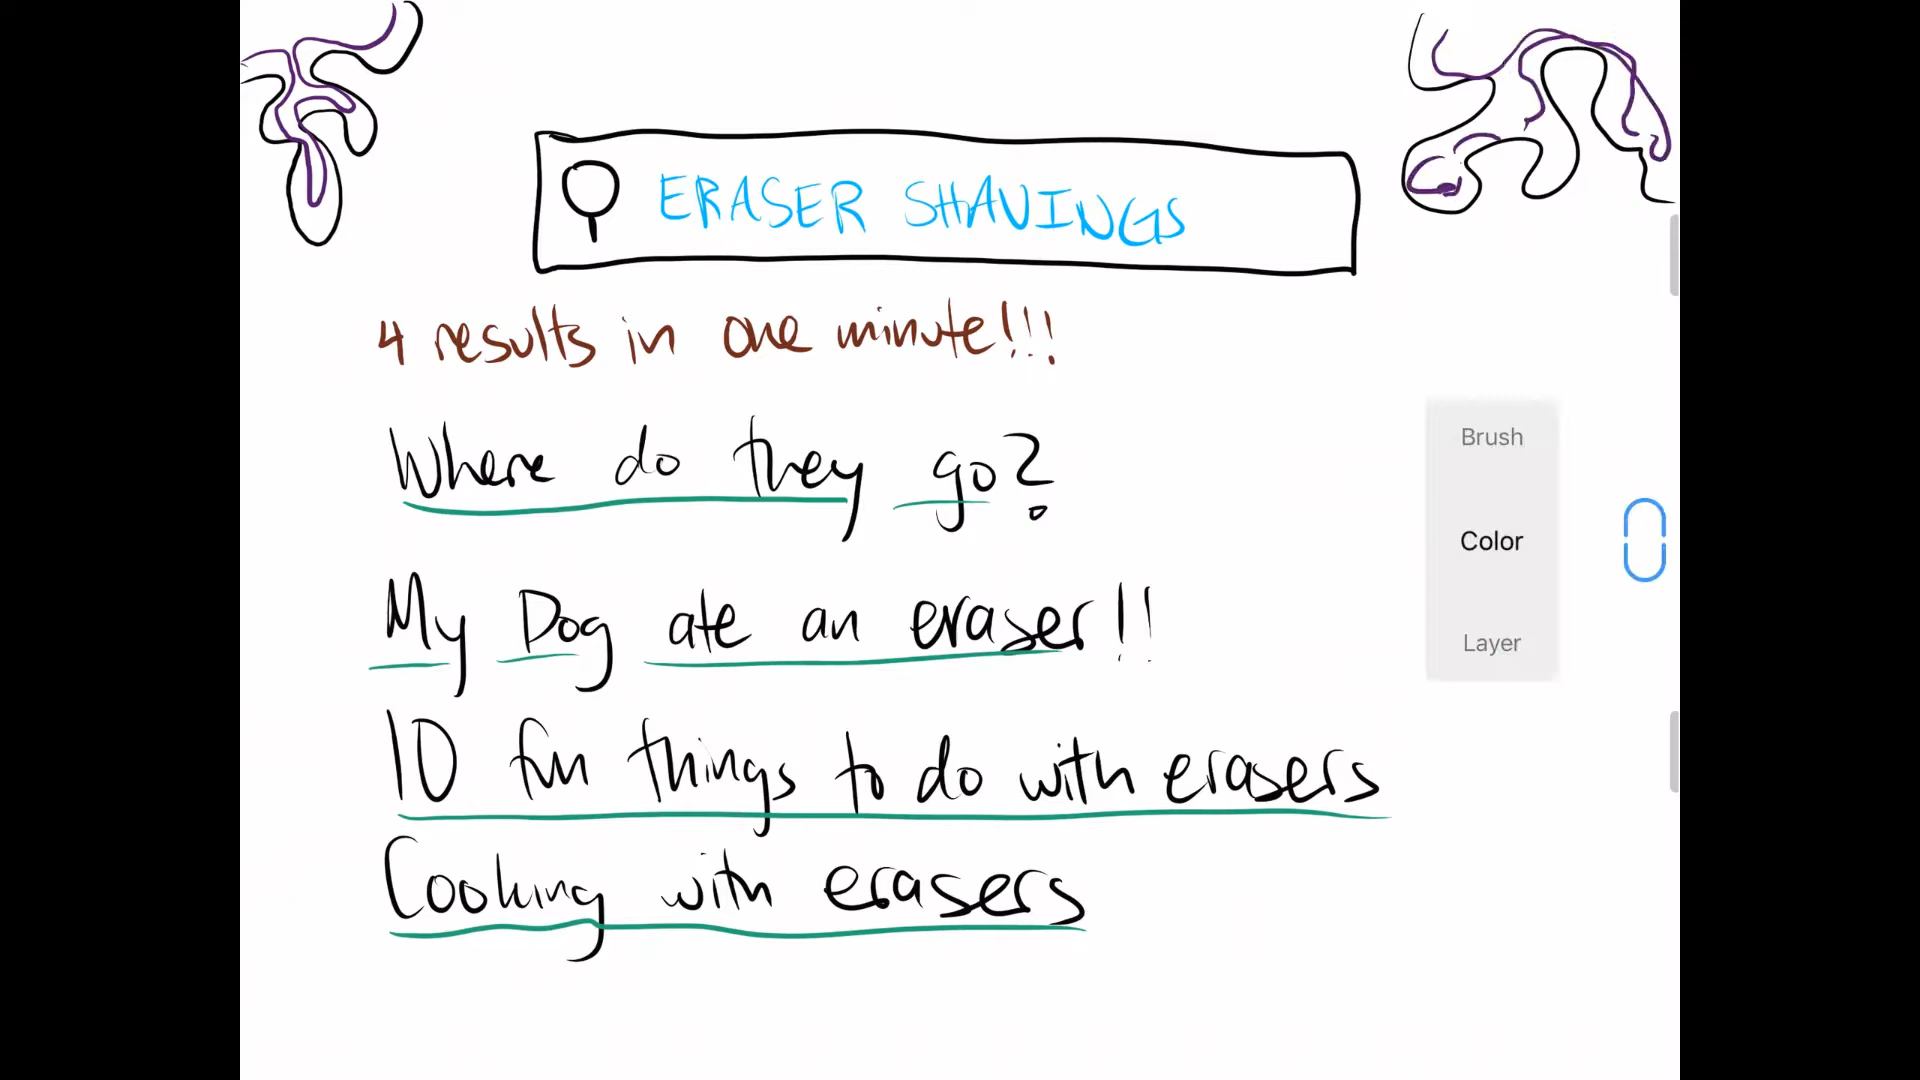 ERASER SHAVINGS
4 results in one minute!!!
Where do they go?
My Dog ate an eraser!!
10 fun things to do with erasers
Cooking with erasers
Brush
Color
Layer